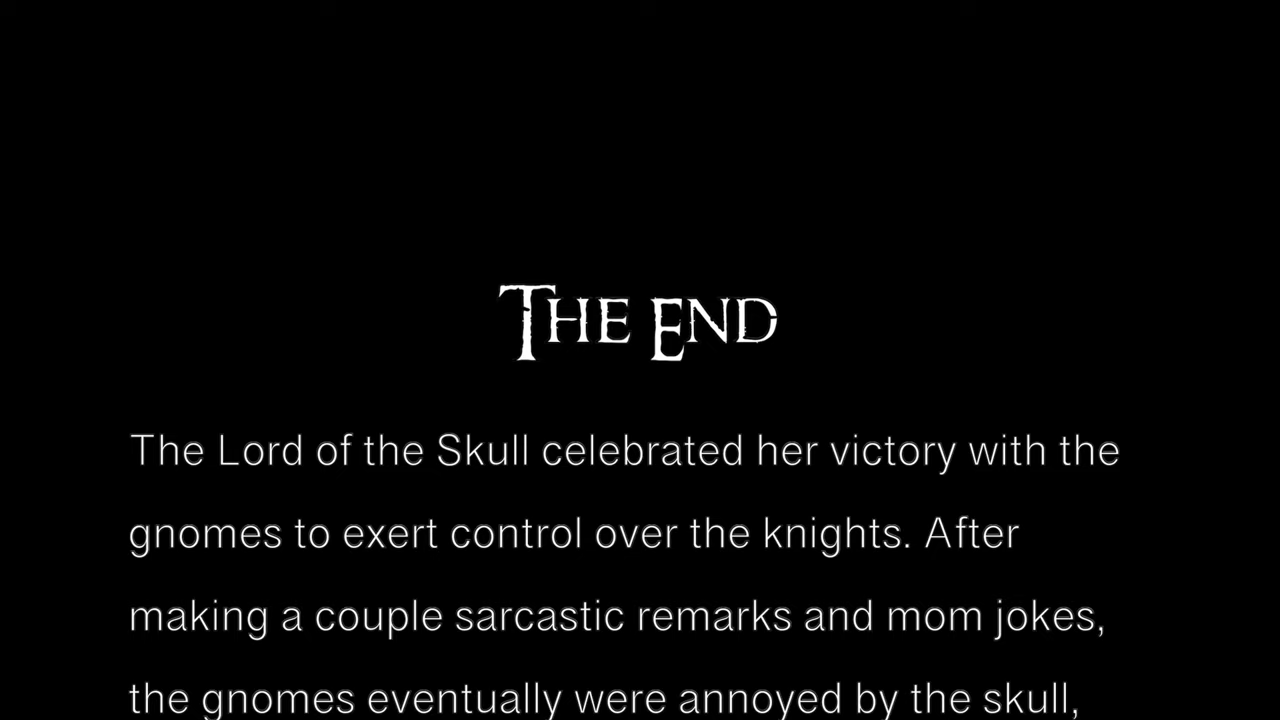 The End
The Lord of the Skull celebrated her victory with the
gnomes to exert control over the knights. After
making a couple sarcastic remarks and mom jokes,
the gnomes eventually were annoyed by the skull,